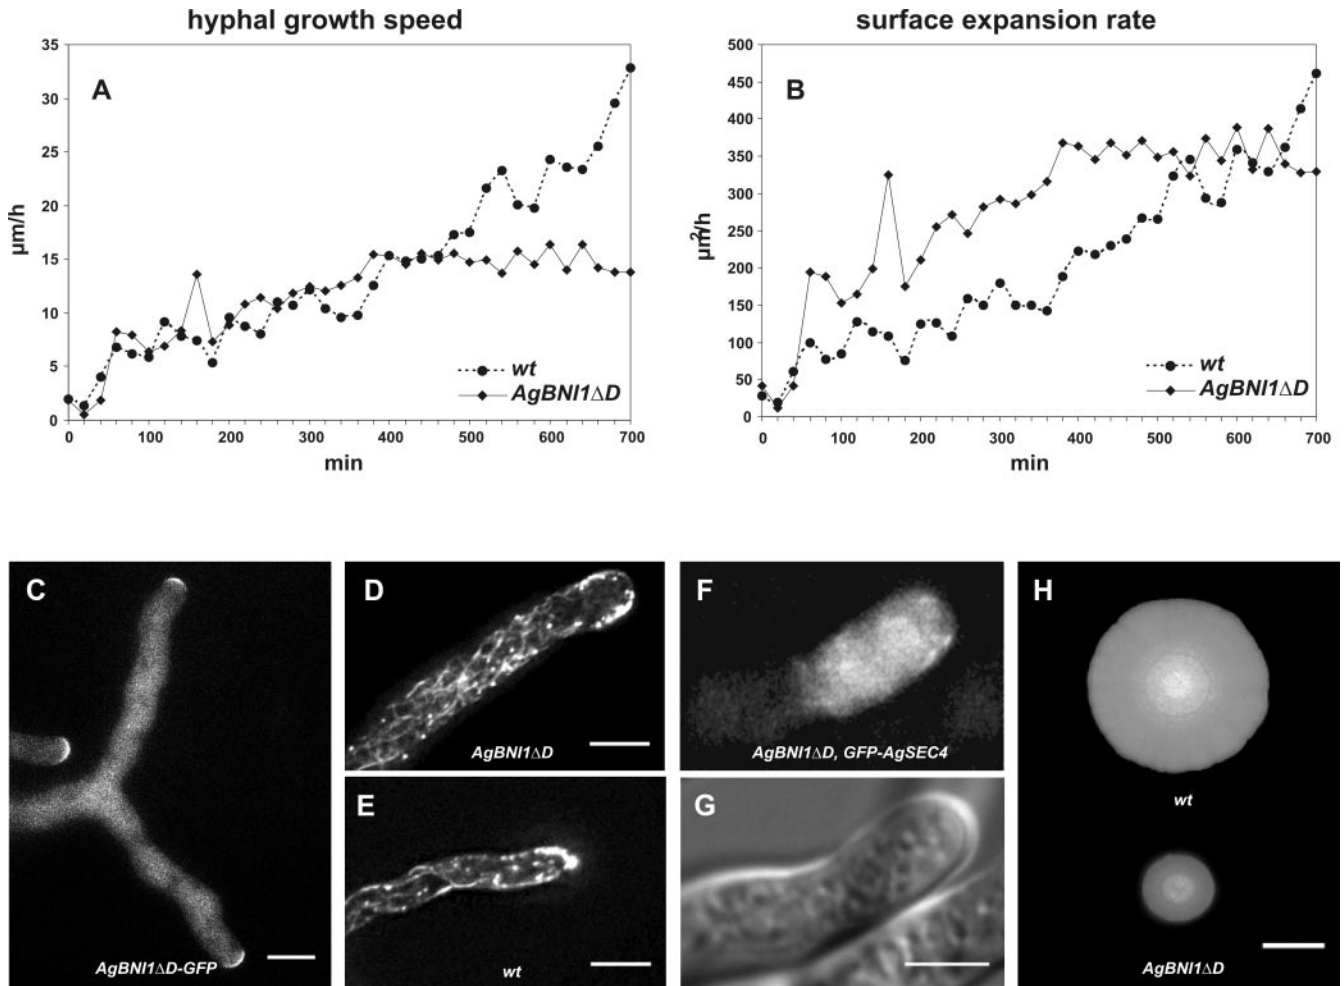 hyphal growth speed
35
30
25
20
15
10
5
0
µm/h
A
wt
AgBNI1ΔD
0 100 200 300 400 500 600 700
min
surface expansion rate
500
450
400
350
300
250
200
150
100
50
0
µm²/h
B
wt
AgBNI1ΔD
0 100 200 300 400 500 600 700
min
C
AgBNI1ΔD-GFP
D
AgBNI1ΔD
E
wt
F
AgBNI1ΔD, GFP-AgSEC4
G
H
wt
AgBNI1ΔD